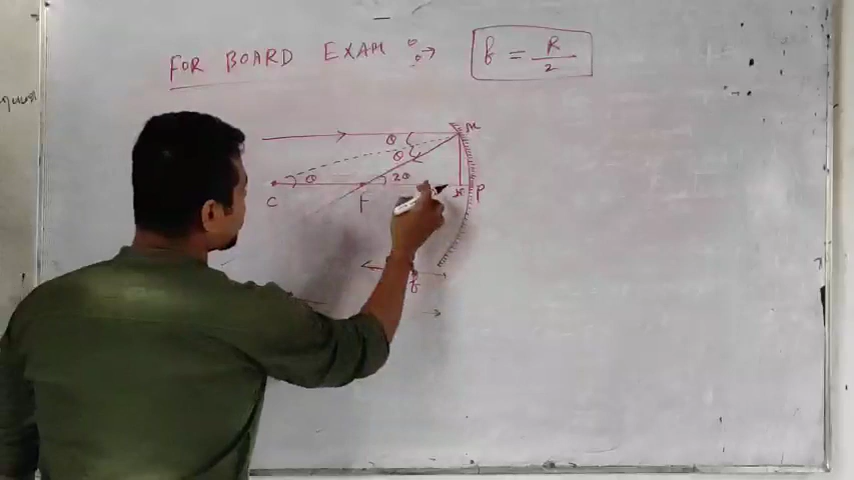 FOR BOARD EXAM :→
f = R/2
θ M
θ
θ 2θ
C F N P
f